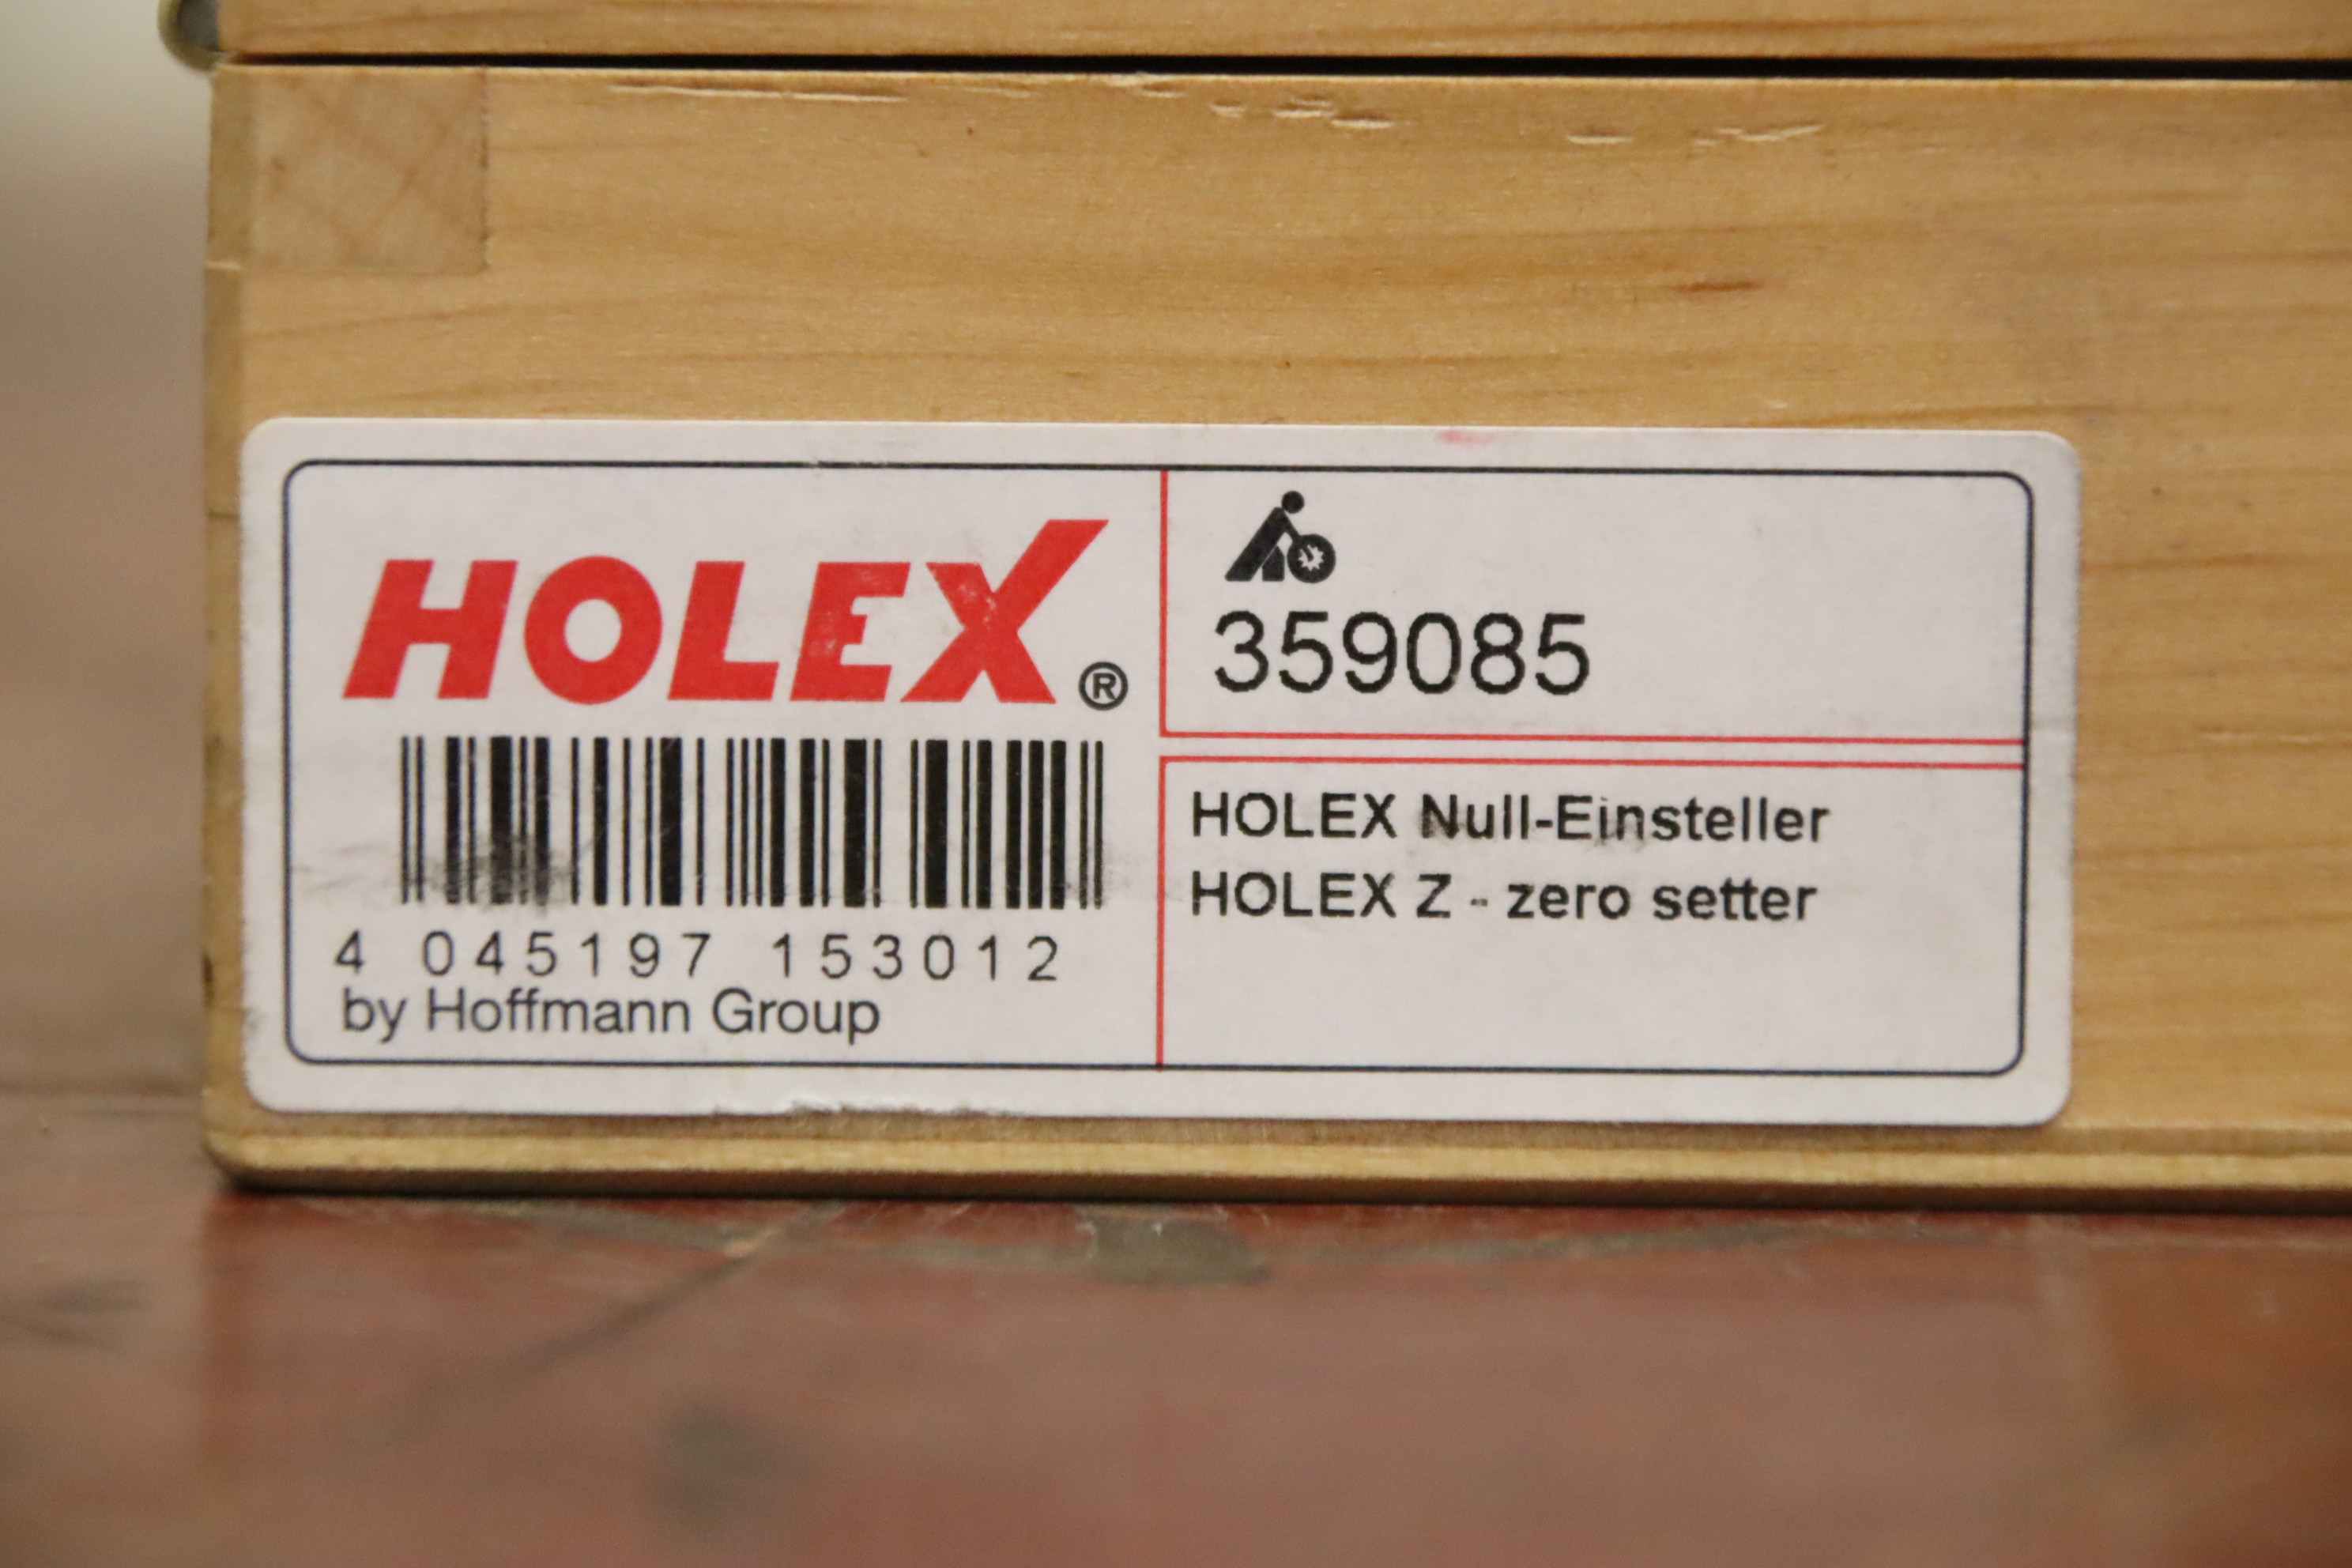 HOLEX®
4 045197 153012
by Hoffmann Group
359085
HOLEX Null-Einsteller
HOLEX Z - zero setter